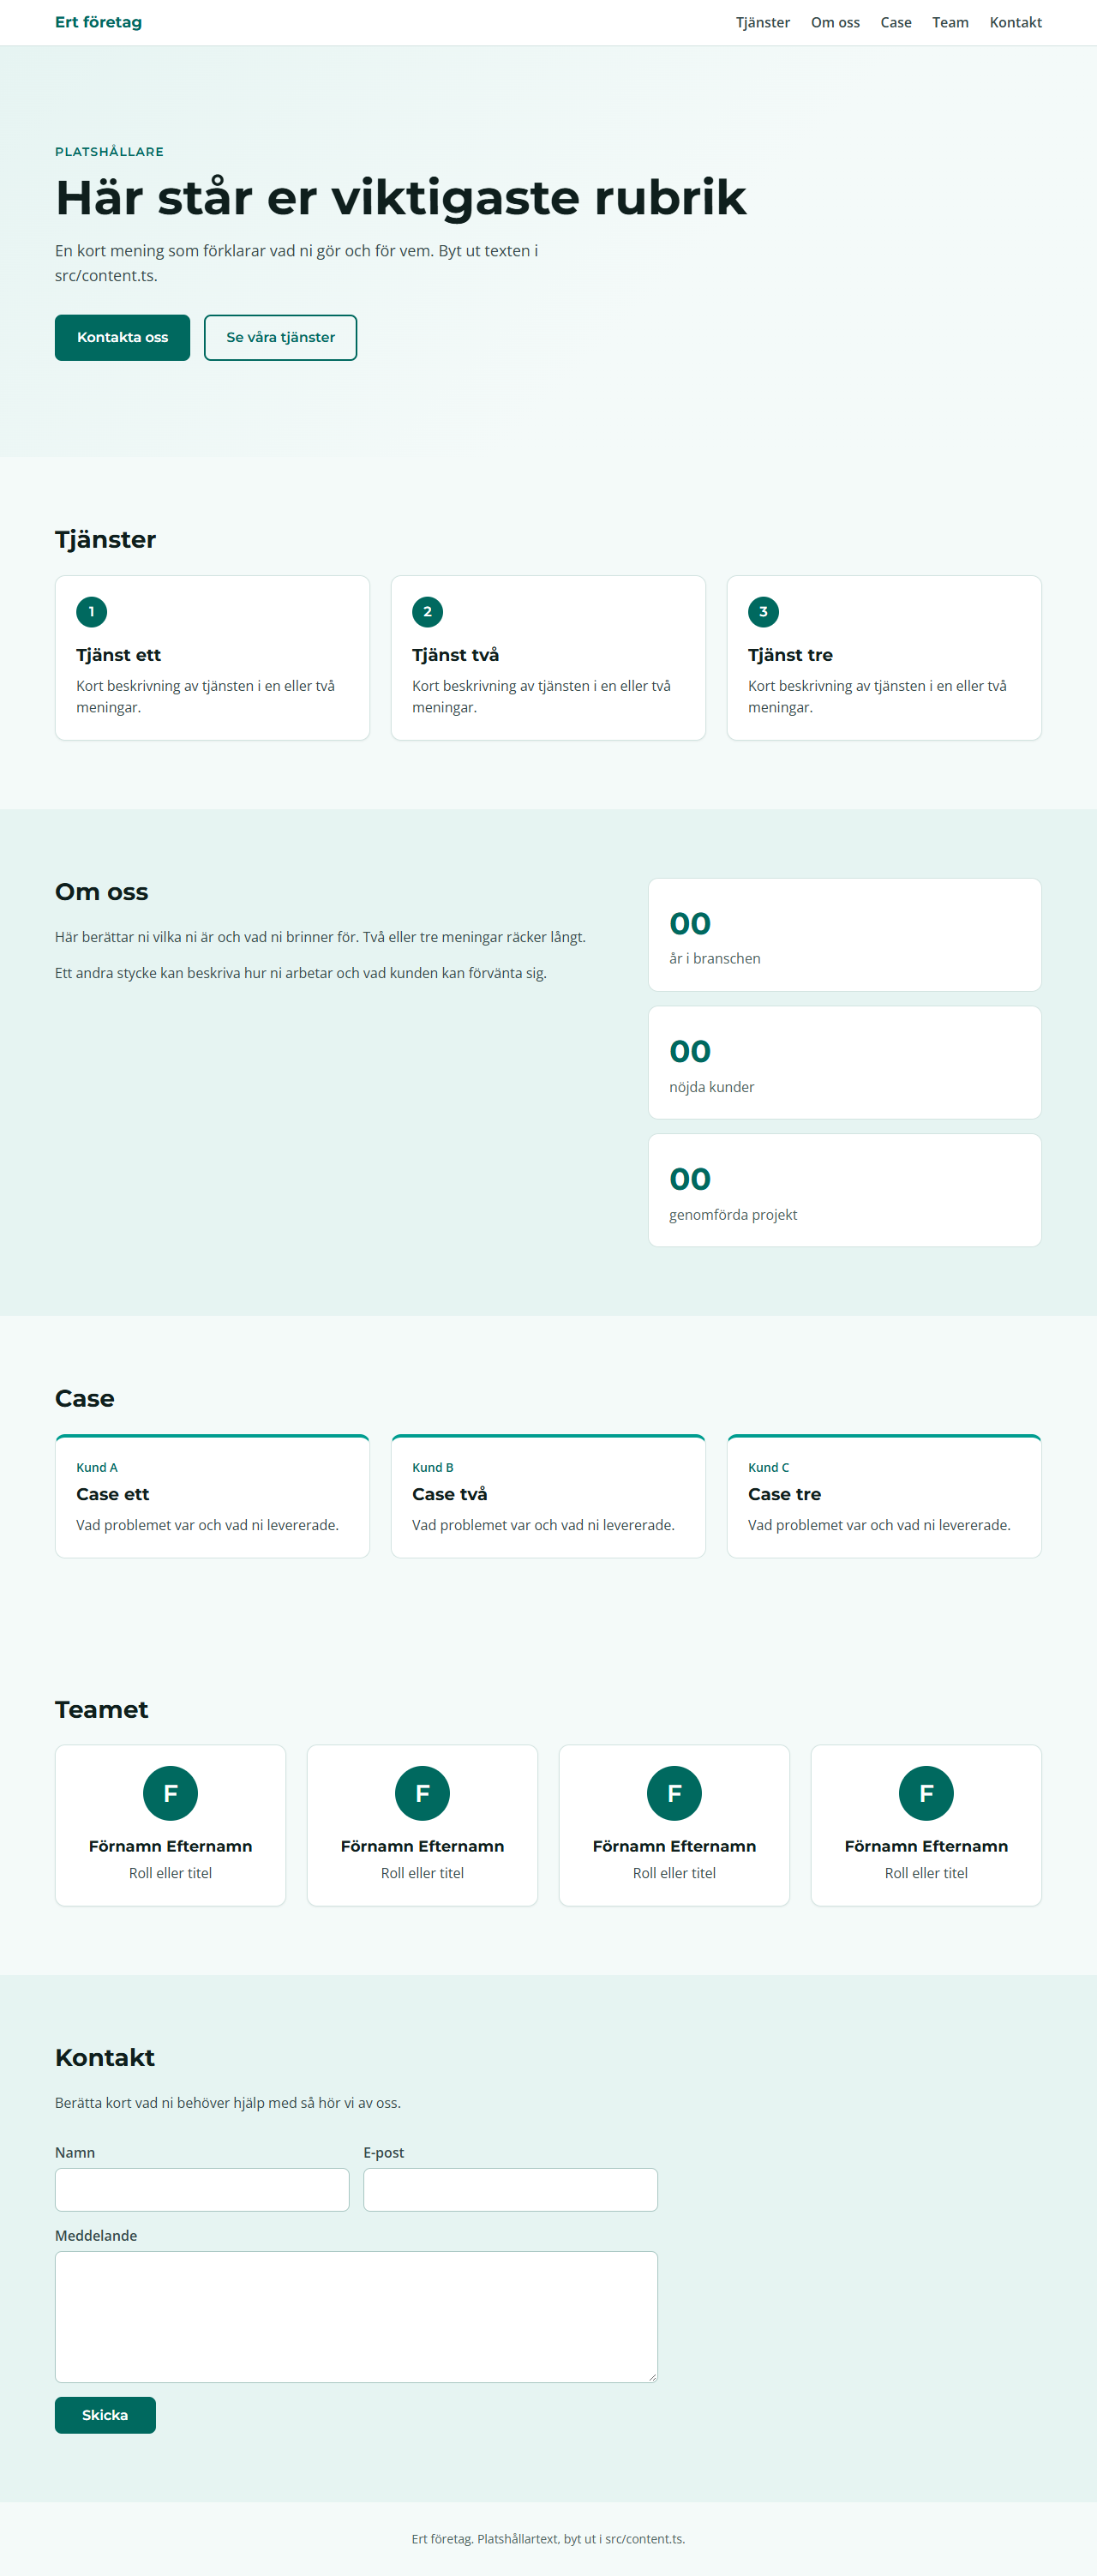 Ert företag
Tjänster Om oss Case Team Kontakt
PLATSHÅLLARE
Här står er viktigaste rubrik
En kort mening som förklarar vad ni gör och för vem. Byt ut texten i
src/content.ts.
Kontakta oss
Se våra tjänster
Tjänster
1
Tjänst ett
Kort beskrivning av tjänsten i en eller två
meningar.
2
Tjänst två
Kort beskrivning av tjänsten i en eller två
meningar.
3
Tjänst tre
Kort beskrivning av tjänsten i en eller två
meningar.
Om oss
Här berättar ni vilka ni är och vad ni brinner för. Två eller tre meningar räcker långt.
Ett andra stycke kan beskriva hur ni arbetar och vad kunden kan förvänta sig.
00
år i branschen
00
nöjda kunder
00
genomförda projekt
Case
Kund A
Case ett
Vad problemet var och vad ni levererade.
Kund B
Case två
Vad problemet var och vad ni levererade.
Kund C
Case tre
Vad problemet var och vad ni levererade.
Teamet
F
Förnamn Efternamn
Roll eller titel
F
Förnamn Efternamn
Roll eller titel
F
Förnamn Efternamn
Roll eller titel
F
Förnamn Efternamn
Roll eller titel
Kontakt
Berätta kort vad ni behöver hjälp med så hör vi av oss.
Namn
E-post
Meddelande
Skicka
Ert företag. Platshållartext, byt ut i src/content.ts.